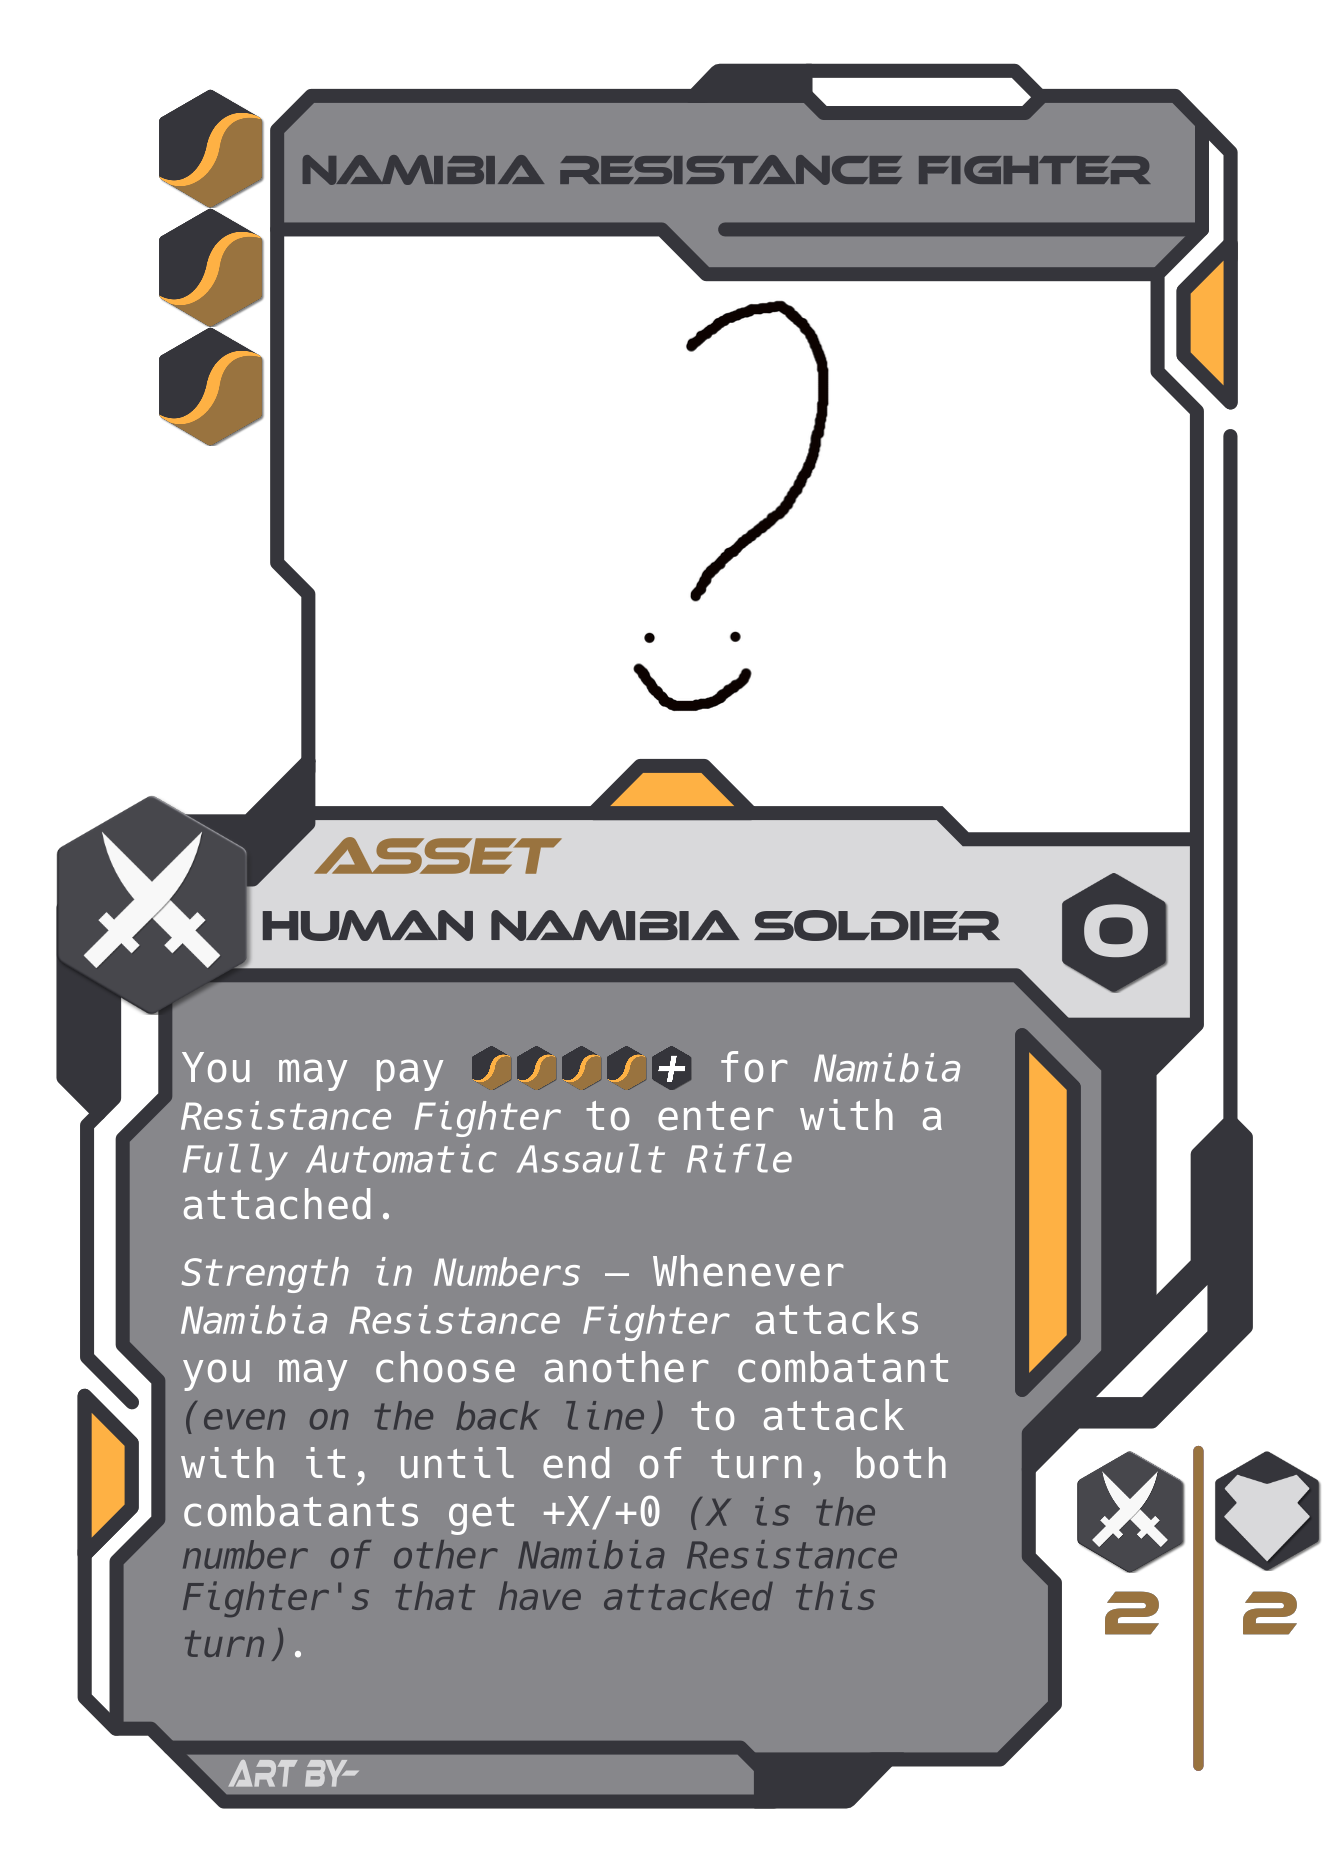 NAMIBIA RESISTANCE FIGHTER
ASSET
HUMAN NAMIBIA SOLDIER
0
You may pay + for Namibia
Resistance Fighter to enter with a
Fully Automatic Assault Rifle
attached.
Strength in Numbers – Whenever
Namibia Resistance Fighter attacks
you may choose another combatant
(even on the back line) to attack
with it, until end of turn, both
combatants get +X/+0 (X is the
number of other Namibia Resistance
Fighter's that have attacked this
turn).
2 2
ART BY-